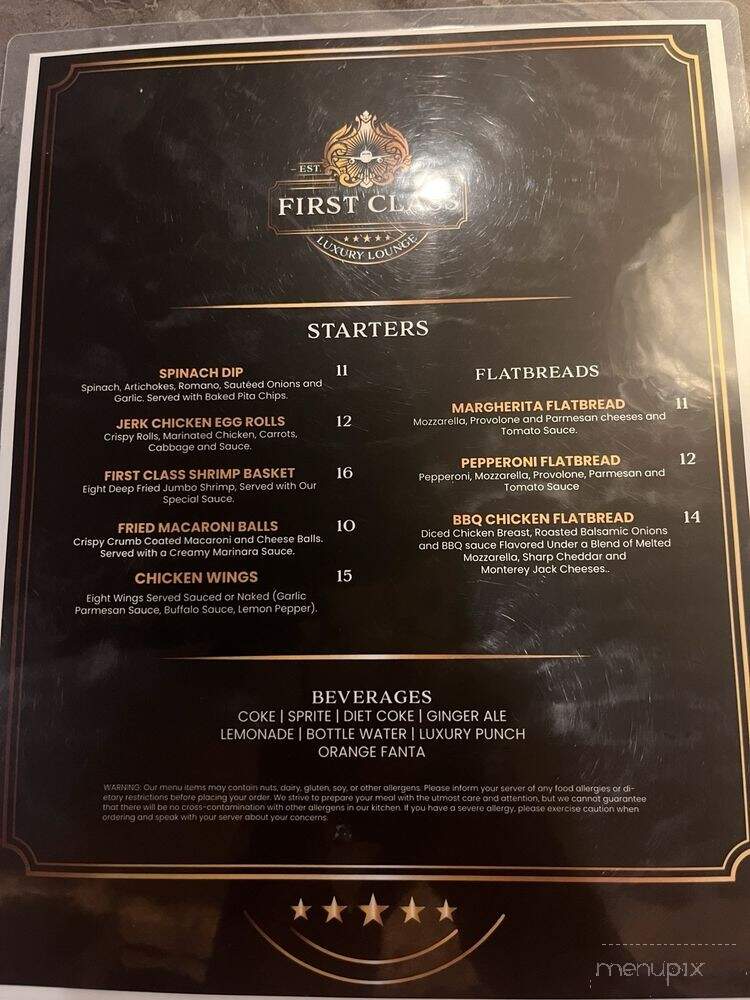 EST.
FIRST CLASS
LUXURY LOUNGE
STARTERS
SPINACH DIP 11
Spinach, Artichokes, Romano, Sautéed Onions and
Garlic. Served with Baked Pita Chips.
JERK CHICKEN EGG ROLLS 12
Crispy Rolls, Marinated Chicken, Carrots,
Cabbage and Sauce.
FIRST CLASS SHRIMP BASKET 16
Eight Deep Fried Jumbo Shrimp, Served with Our
Special Sauce.
FRIED MACARONI BALLS 10
Crispy Crumb Coated Macaroni and Cheese Balls.
Served with a Creamy Marinara Sauce.
CHICKEN WINGS 15
Eight Wings Served Sauced or Naked (Garlic
Parmesan Sauce, Buffalo Sauce, Lemon Pepper).
FLATBREADS
MARGHERITA FLATBREAD 11
Mozzarella, Provolone and Parmesan cheeses and
Tomato Sauce.
PEPPERONI FLATBREAD 12
Pepperoni, Mozzarella, Provolone, Parmesan and
Tomato Sauce
BBQ CHICKEN FLATBREAD 14
Diced Chicken Breast, Roasted Balsamic Onions
and BBQ sauce Flavored Under a Blend of Melted
Mozzarella, Sharp Cheddar and
Monterey Jack Cheeses..
BEVERAGES
COKE | SPRITE | DIET COKE | GINGER ALE
LEMONADE | BOTTLE WATER | LUXURY PUNCH
ORANGE FANTA
WARNING: Our menu items may contain nuts, dairy, gluten, soy, or other allergens. Please inform your server of any food allergies or di-
etary restrictions before placing your order. We strive to prepare your meal with the utmost care and attention, but we cannot guarantee
that there will be no cross-contamination with other allergens in our kitchen. If you have a severe allergy, please exercise caution when
ordering and speak with your server about your concerns.
menupix